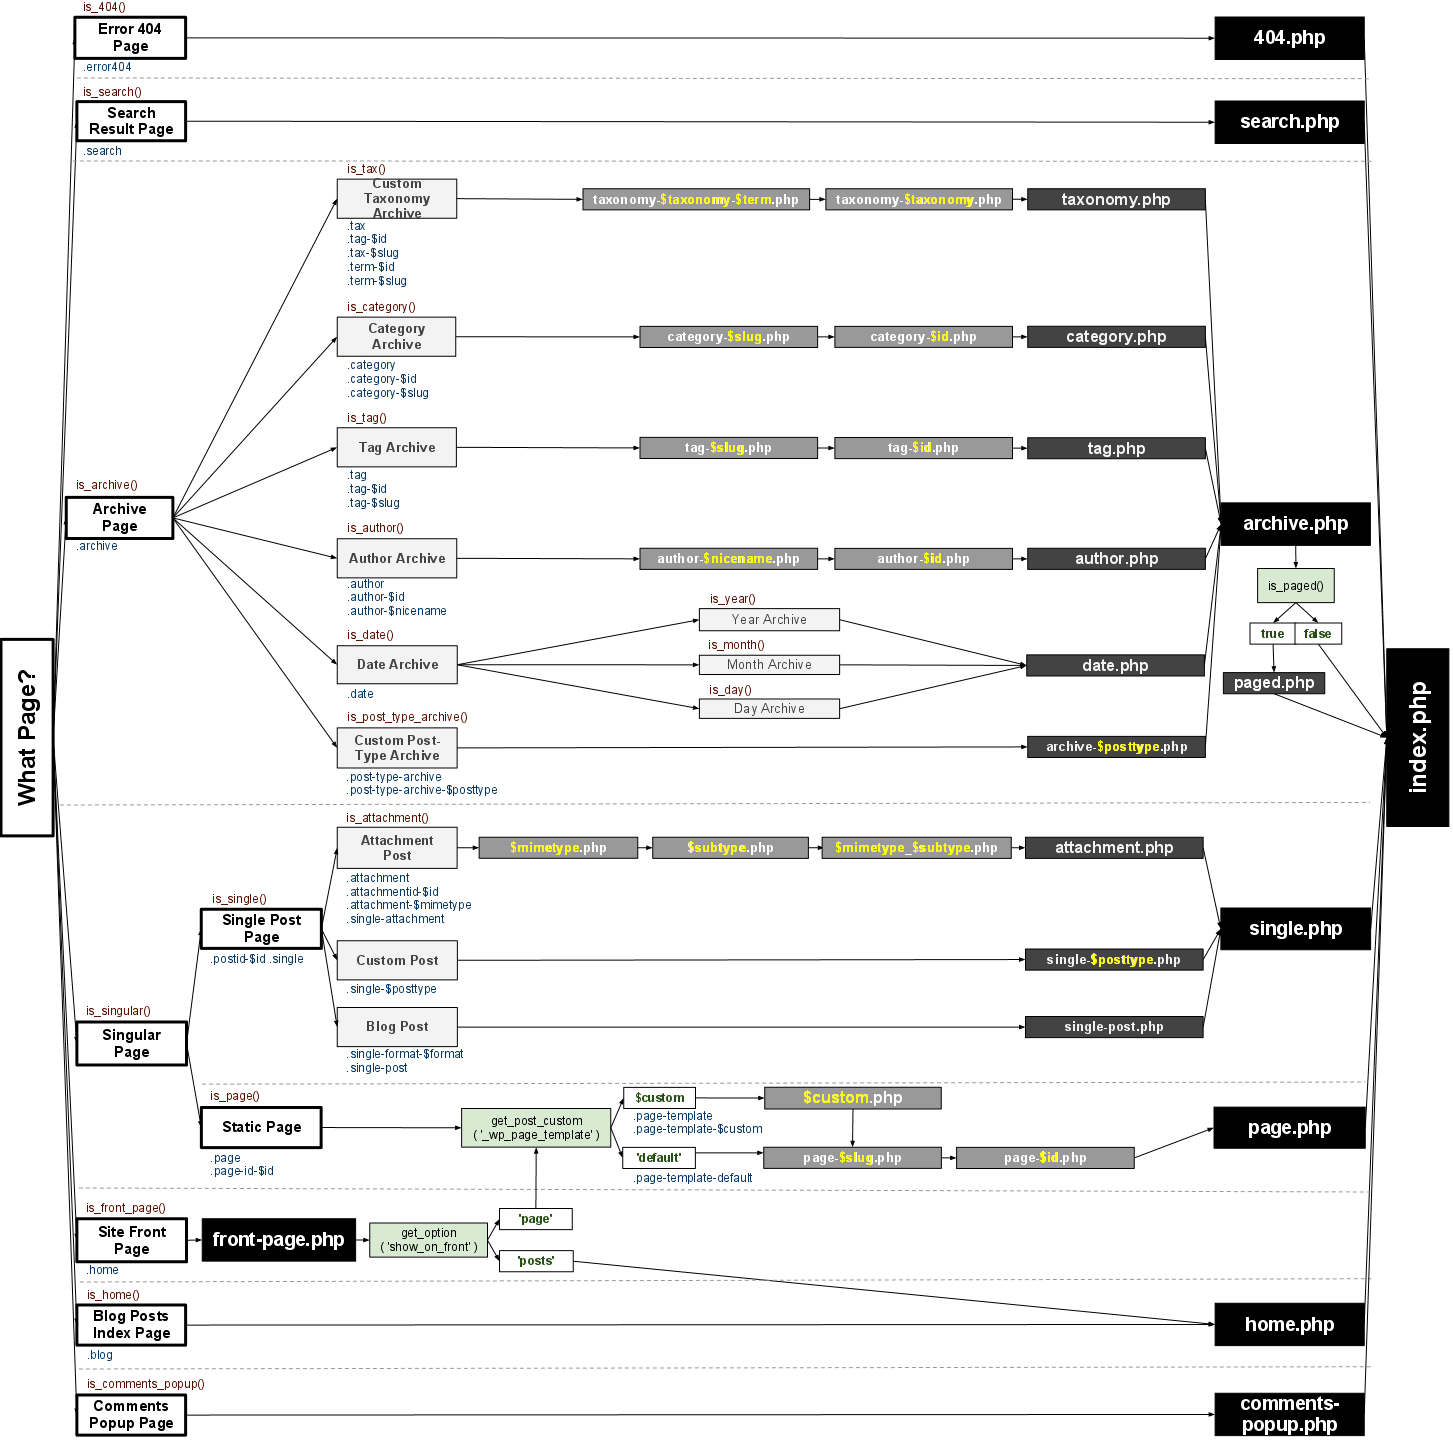 is_404()
Error 404
Page
.error404
404.php
is_search()
Search
Result Page
.search
search.php
is_tax()
Custom
Taxonomy
Archive
.tax
.tag-$id
.tax-$slug
.term-$id
.term-$slug
taxonomy-$taxonomy-$term.php
taxonomy-$taxonomy.php
taxonomy.php
is_category()
Category
Archive
.category
.category-$id
.category-$slug
category-$slug.php
category-$id.php
category.php
is_tag()
Tag Archive
.tag
.tag-$id
.tag-$slug
tag-$slug.php
tag-$id.php
tag.php
is_archive()
Archive
Page
.archive
is_author()
Author Archive
.author
.author-$id
.author-$nicename
author-$nicename.php
author-$id.php
author.php
archive.php
is_paged()
true
false
paged.php
is_date()
Date Archive
.date
is_year()
Year Archive
is_month()
Month Archive
is_day()
Day Archive
date.php
is_post_type_archive()
Custom Post-
Type Archive
.post-type-archive
.post-type-archive-$posttype
archive-$posttype.php
What Page?
index.php
is_attachment()
Attachment
Post
.attachment
.attachmentid-$id
.attachment-$mimetype
.single-attachment
$mimetype.php
$subtype.php
$mimetype_$subtype.php
attachment.php
is_single()
Single Post
Page
.postid-$id .single
single.php
Custom Post
.single-$posttype
single-$posttype.php
is_singular()
Singular
Page
Blog Post
.single-format-$format
.single-post
single-post.php
is_page()
Static Page
.page
.page-id-$id
get_post_custom
( '_wp_page_template' )
$custom
.page-template
.page-template-$custom
$custom.php
'default'
.page-template-default
page-$slug.php
page-$id.php
page.php
is_front_page()
Site Front
Page
.home
front-page.php
get_option
( 'show_on_front' )
'page'
'posts'
is_home()
Blog Posts
Index Page
.blog
home.php
is_comments_popup()
Comments
Popup Page
comments-
popup.php